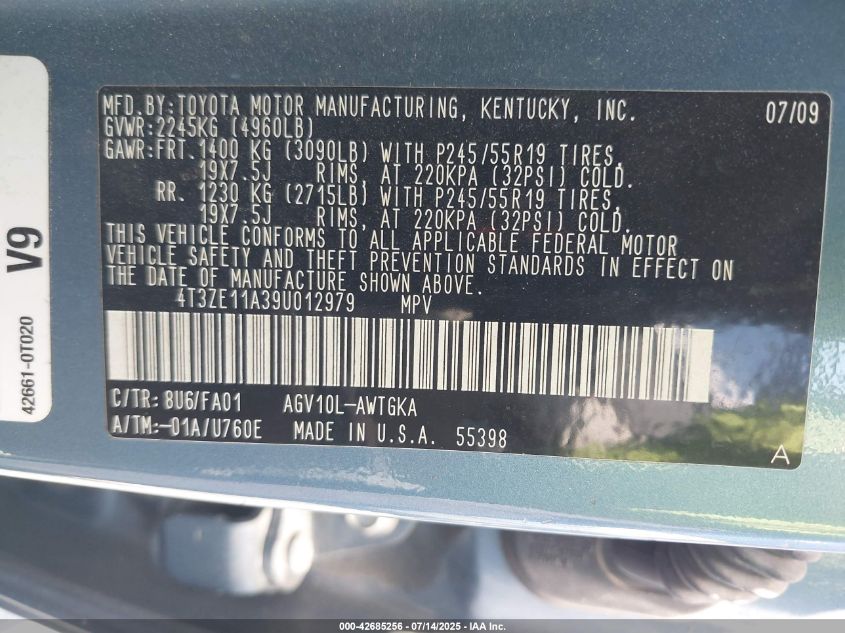 MFD.BY:TOYOTA MOTOR MANUFACTURING, KENTUCKY, INC. 07/09
GVWR:2245KG (4960LB)
GAWR:FRT. 1400 KG (3090LB) WITH P245/55R19 TIRES,
19X7.5J RIMS, AT 220KPA (32PSI) COLD.
RR. 1230 KG (2715LB) WITH P245/55R19 TIRES,
19X7.5J RIMS, AT 220KPA (32PSI) COLD.
THIS VEHICLE CONFORMS TO ALL APPLICABLE FEDERAL MOTOR
VEHICLE SAFETY AND THEFT PREVENTION STANDARDS IN EFFECT ON
THE DATE OF MANUFACTURE SHOWN ABOVE.
4T3ZE11A39U012979 MPV
C/TR: 8U6/FA01 AGV10L-AWTGKA
A/TM:-01A/U760E MADE IN U.S.A. 55398
A
V9
42661-0T020
000-42685256 - 07/14/2025 - IAA Inc.